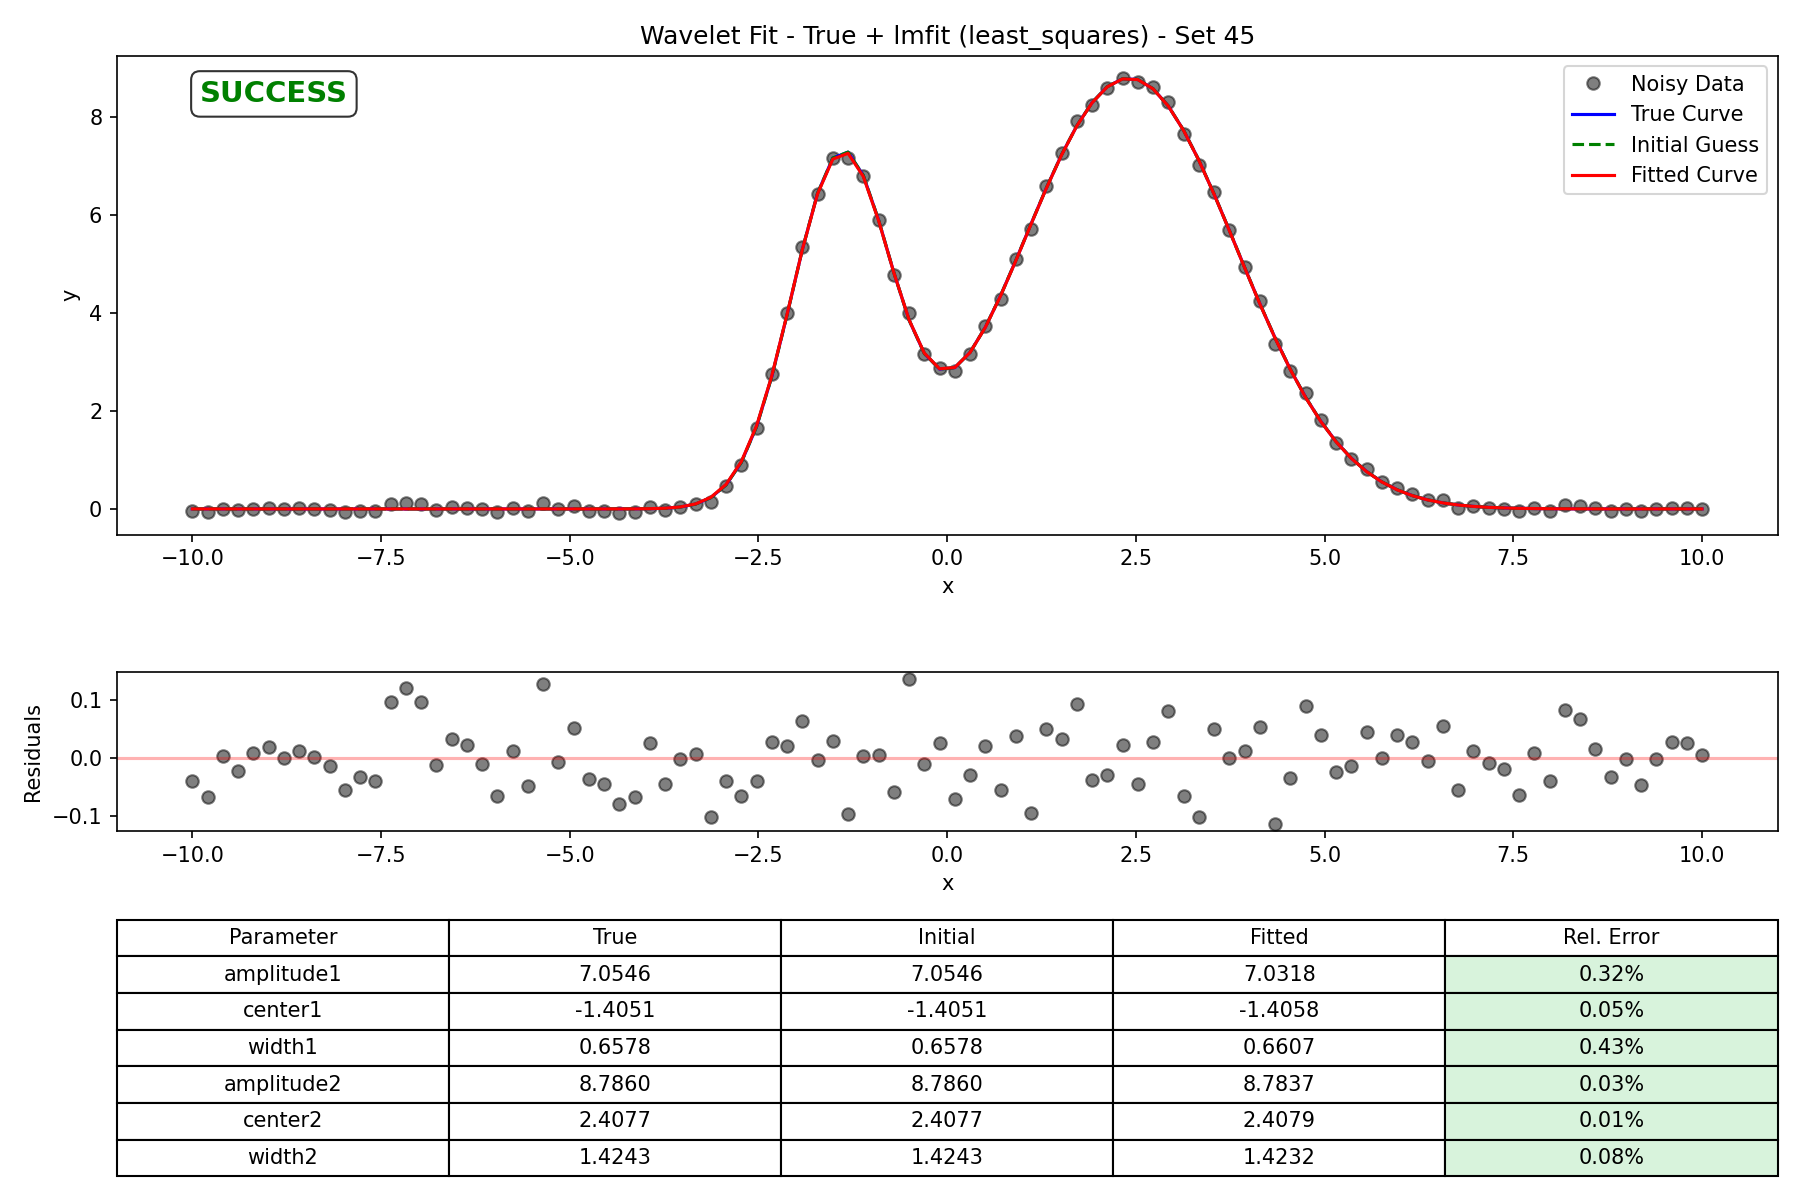 Wavelet Fit - True + lmfit (least_squares) - Set 45
SUCCESS
Noisy Data
True Curve
Initial Guess
Fitted Curve
y
8
6
4
2
0
−10.0 −7.5 −5.0 −2.5 0.0 2.5 5.0 7.5 10.0
x
Residuals
0.1
0.0
−0.1
−10.0 −7.5 −5.0 −2.5 0.0 2.5 5.0 7.5 10.0
x
Parameter True Initial Fitted Rel. Error
amplitude1 7.0546 7.0546 7.0318 0.32%
center1 -1.4051 -1.4051 -1.4058 0.05%
width1 0.6578 0.6578 0.6607 0.43%
amplitude2 8.7860 8.7860 8.7837 0.03%
center2 2.4077 2.4077 2.4079 0.01%
width2 1.4243 1.4243 1.4232 0.08%